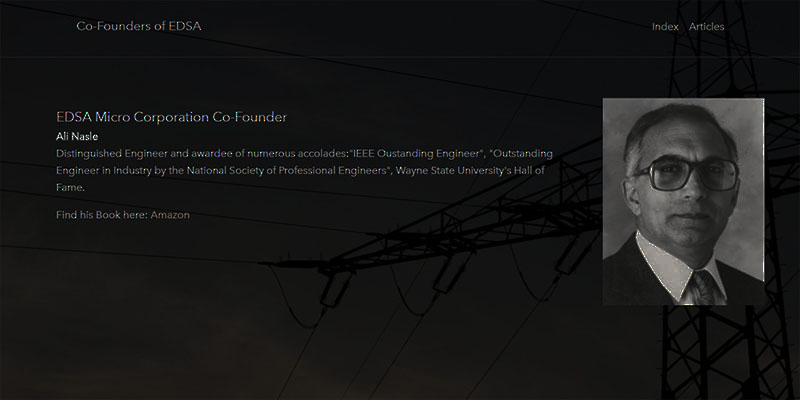 Co-Founders of EDSA
Index Articles
EDSA Micro Corporation Co-Founder
Ali Nasle
Distinguished Engineer and awardee of numerous accolades:"IEEE Oustanding Engineer", "Outstanding
Engineer in Industry by the National Society of Professional Engineers", Wayne State University's Hall of
Fame.
Find his Book here: Amazon